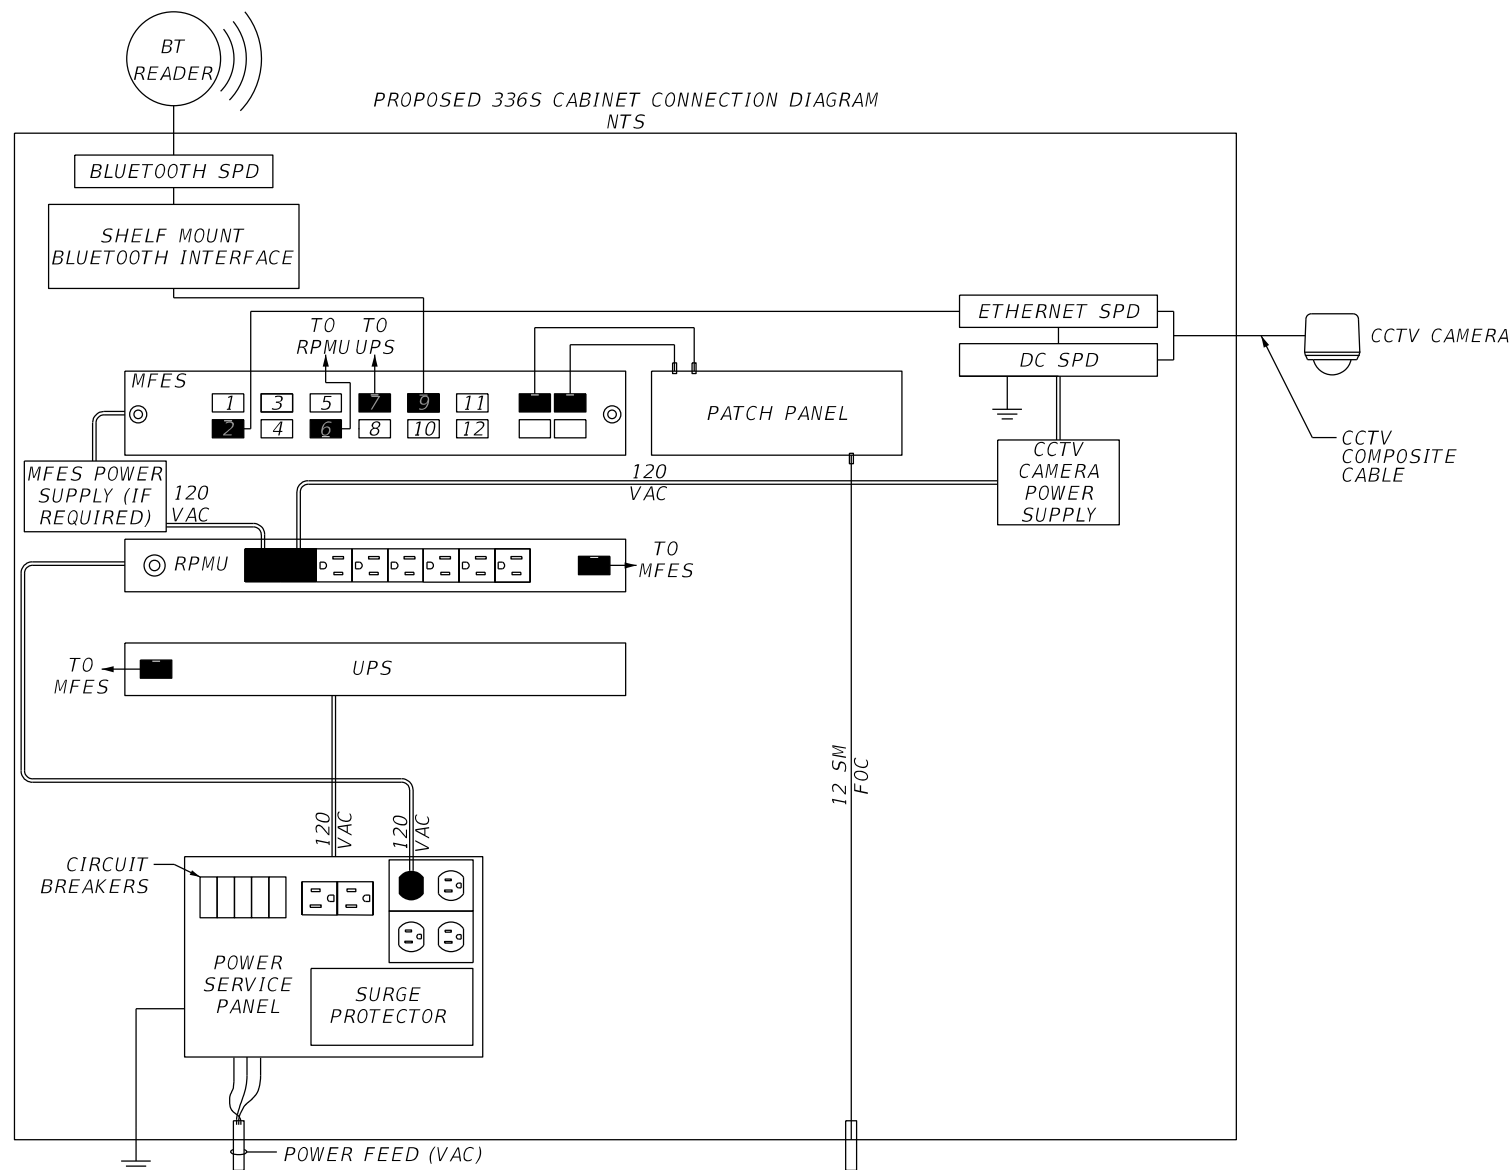 BT
READER
PROPOSED 336S CABINET CONNECTION DIAGRAM
NTS
BLUETOOTH SPD
SHELF MOUNT
BLUETOOTH INTERFACE
ETHERNET SPD
DC SPD
CCTV CAMERA
CCTV
COMPOSITE
CABLE
TO
RPMU
TO
UPS
MFES
1
3
5
7
9
11
2
4
6
8
10
12
PATCH PANEL
MFES POWER
SUPPLY (IF
REQUIRED)
120
VAC
120
VAC
CCTV
CAMERA
POWER
SUPPLY
RPMU
TO
MFES
TO
MFES
UPS
12 SM
FOC
120
VAC
120
VAC
CIRCUIT
BREAKERS
POWER
SERVICE
PANEL
SURGE
PROTECTOR
POWER FEED (VAC)